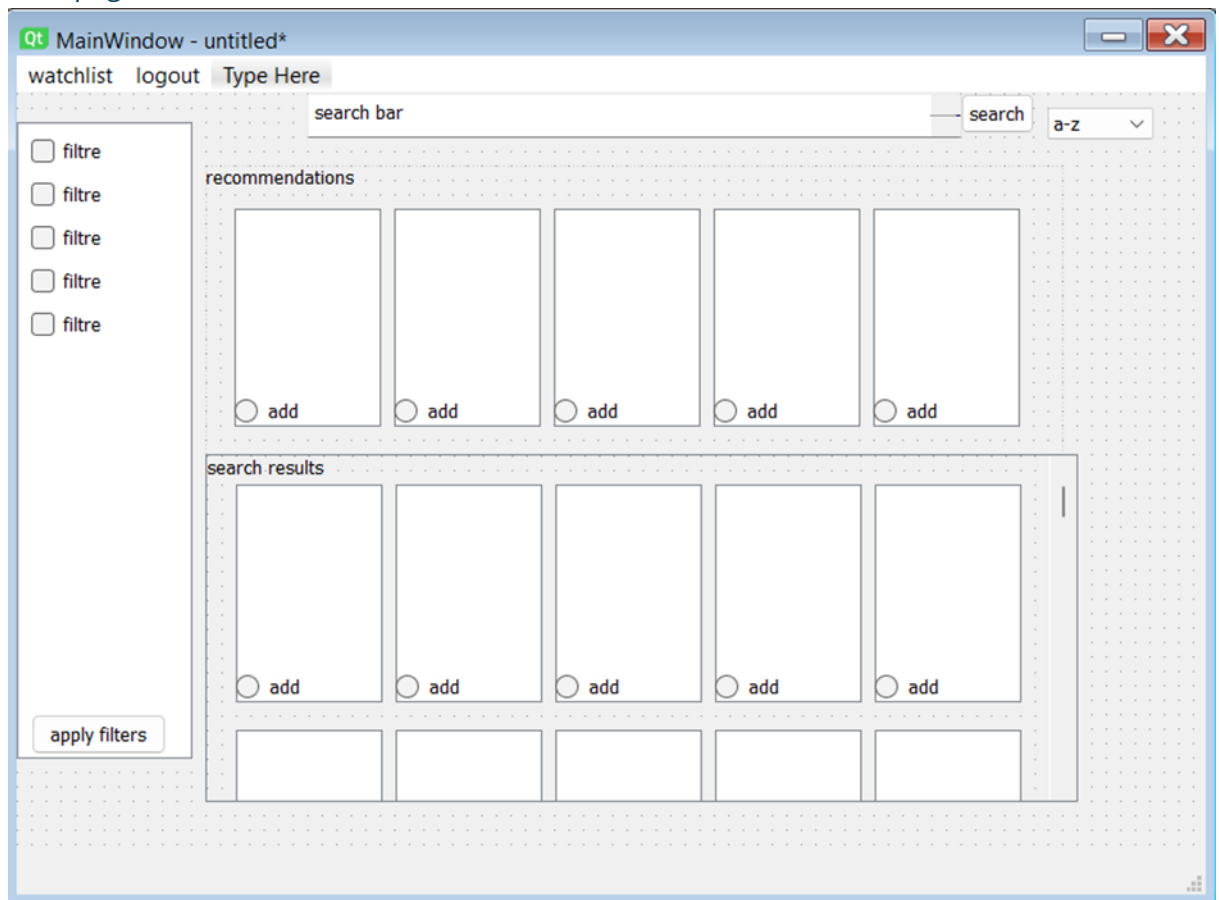 Qt MainWindow - untitled*
watchlist logout Type Here
search bar
search
a-z
filtre
filtre
filtre
filtre
filtre
apply filters
recommendations
add add add add add
search results
add add add add add